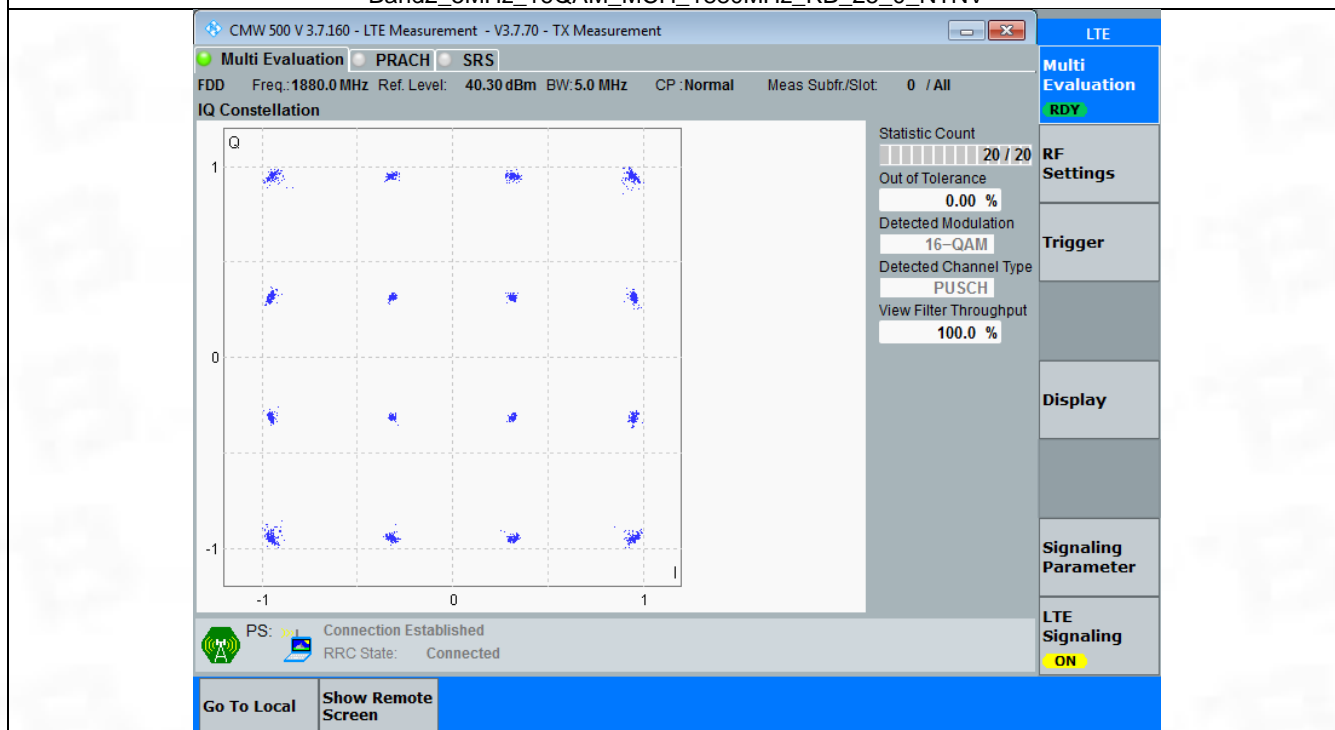 CMW 500 V 3.7.160 - LTE Measurement - V3.7.70 - TX Measurement
LTE
Multi Evaluation PRACH SRS
Multi
Evaluation
RDY
FDD Freq.:1880.0 MHz Ref. Level: 40.30 dBm BW:5.0 MHz CP :Normal Meas Subfr./Slot: 0 / All
IQ Constellation
Q
1
0
-1
I
-1 0 1
Statistic Count
20 / 20
Out of Tolerance
0.00 %
Detected Modulation
16-QAM
Detected Channel Type
PUSCH
View Filter Throughput
100.0 %
RF
Settings
Trigger
Display
Signaling
Parameter
LTE
Signaling
ON
PS: Connection Established
RRC State: Connected
Go To Local
Show Remote
Screen